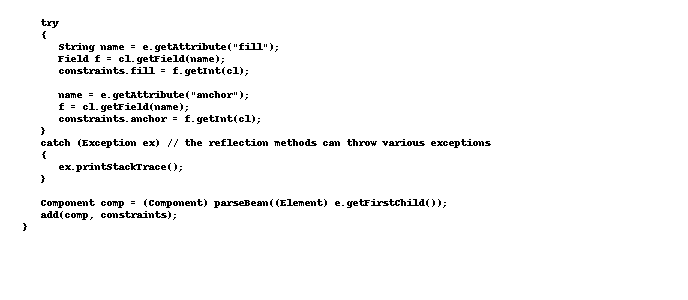 try
{
String name = e.getAttribute("fill");
Field f = cl.getField(name);
constraints.fill = f.getInt(cl);
name = e.getAttribute("anchor");
f = cl.getField(name);
constraints.anchor = f.getInt(cl);
}
catch (Exception ex) // the reflection methods can throw various exceptions
{
ex.printStackTrace();
}
Component comp = (Component) parseBean((Element) e.getFirstChild());
add(comp, constraints);
}